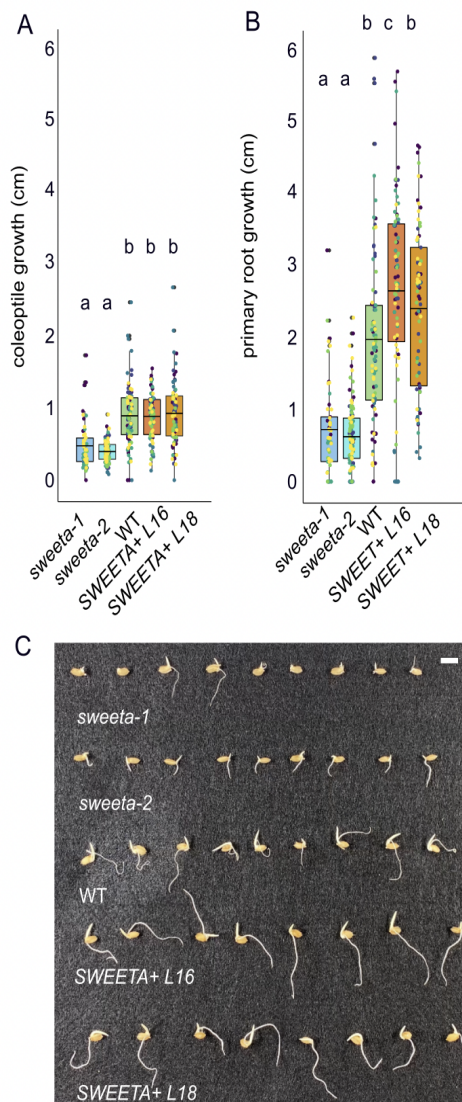 A
coleoptile growth (cm)
6
5
4
3
2
1
0
a a b b b
sweeta-1
sweeta-2
WT
SWEETA+ L16
SWEETA+ L18
B
primary root growth (cm)
6
5
4
3
2
1
0
a a b c b
sweeta-1
sweeta-2
WT
SWEET+ L16
SWEET+ L18
C
sweeta-1
sweeta-2
WT
SWEETA+ L16
SWEETA+ L18